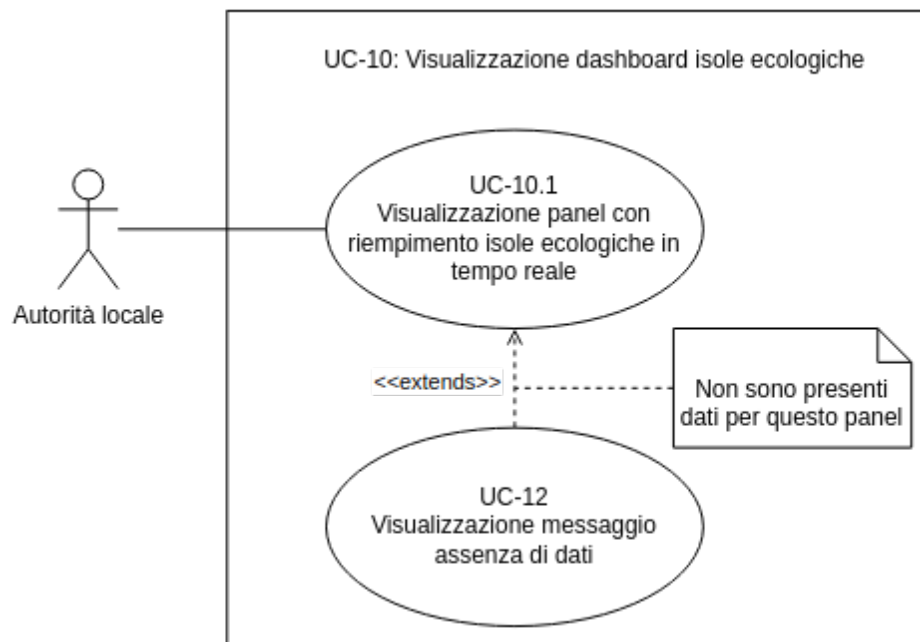 UC-10: Visualizzazione dashboard isole ecologiche
UC-10.1
Visualizzazione panel con
riempimento isole ecologiche in
tempo reale
Autorità locale
<<extends>>
Non sono presenti
dati per questo panel
UC-12
Visualizzazione messaggio
assenza di dati